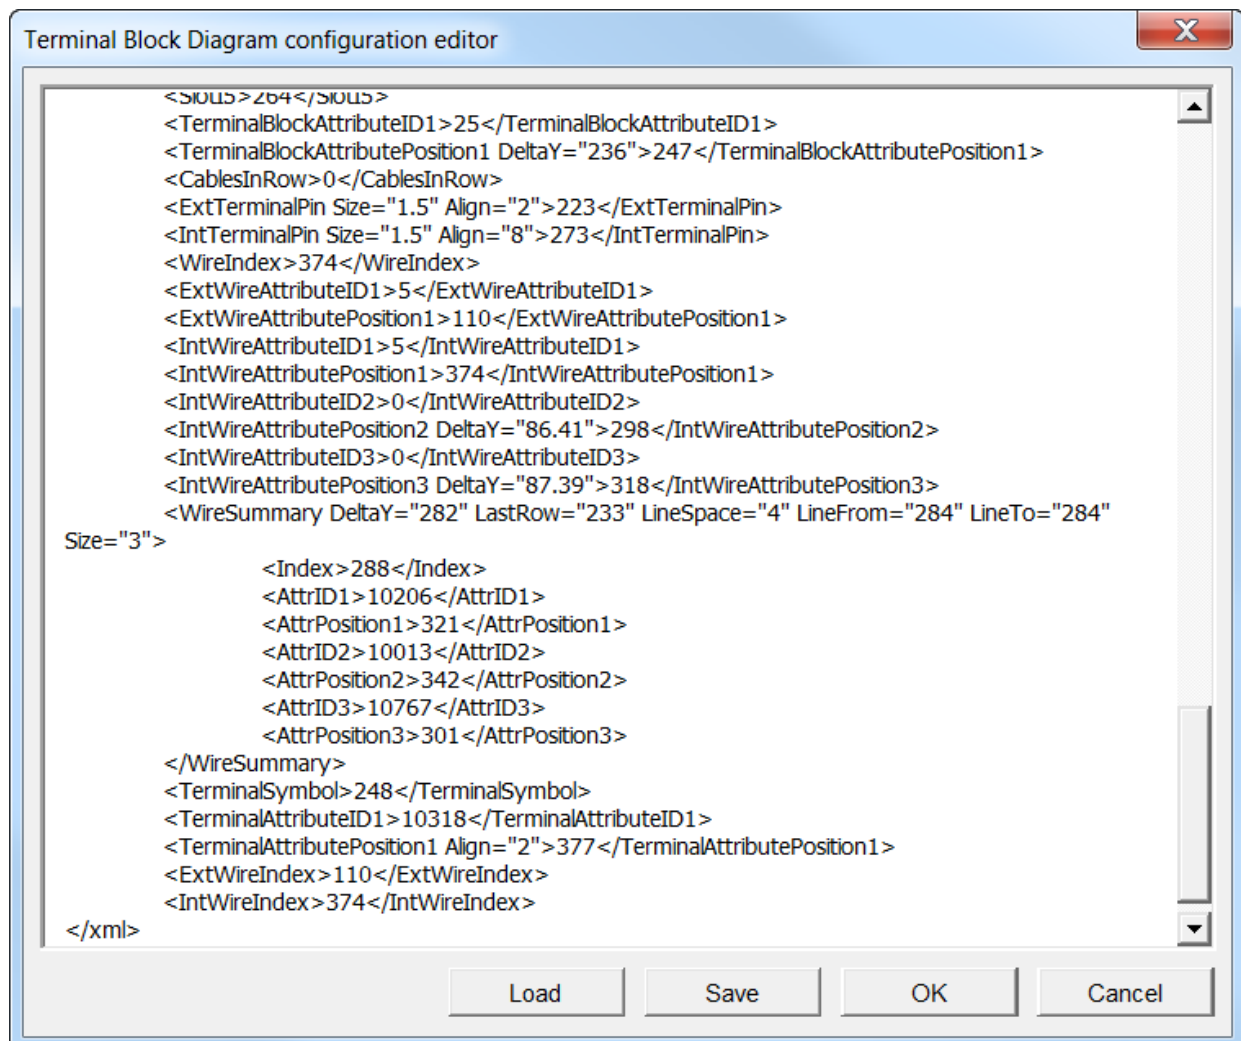 Terminal Block Diagram configuration editor
X
<Slot15>264</Slot15>
<TerminalBlockAttributeID1>25</TerminalBlockAttributeID1>
<TerminalBlockAttributePosition1 DeltaY="236">247</TerminalBlockAttributePosition1>
<CablesInRow>0</CablesInRow>
<ExtTerminalPin Size="1.5" Align="2">223</ExtTerminalPin>
<IntTerminalPin Size="1.5" Align="8">273</IntTerminalPin>
<WireIndex>374</WireIndex>
<ExtWireAttributeID1>5</ExtWireAttributeID1>
<ExtWireAttributePosition1>110</ExtWireAttributePosition1>
<IntWireAttributeID1>5</IntWireAttributeID1>
<IntWireAttributePosition1>374</IntWireAttributePosition1>
<IntWireAttributeID2>0</IntWireAttributeID2>
<IntWireAttributePosition2 DeltaY="86.41">298</IntWireAttributePosition2>
<IntWireAttributeID3>0</IntWireAttributeID3>
<IntWireAttributePosition3 DeltaY="87.39">318</IntWireAttributePosition3>
<WireSummary DeltaY="282" LastRow="233" LineSpace="4" LineFrom="284" LineTo="284"
Size="3">
<Index>288</Index>
<AttrID1>10206</AttrID1>
<AttrPosition1>321</AttrPosition1>
<AttrID2>10013</AttrID2>
<AttrPosition2>342</AttrPosition2>
<AttrID3>10767</AttrID3>
<AttrPosition3>301</AttrPosition3>
</WireSummary>
<TerminalSymbol>248</TerminalSymbol>
<TerminalAttributeID1>10318</TerminalAttributeID1>
<TerminalAttributePosition1 Align="2">377</TerminalAttributePosition1>
<ExtWireIndex>110</ExtWireIndex>
<IntWireIndex>374</IntWireIndex>
</xml>
Load
Save
OK
Cancel